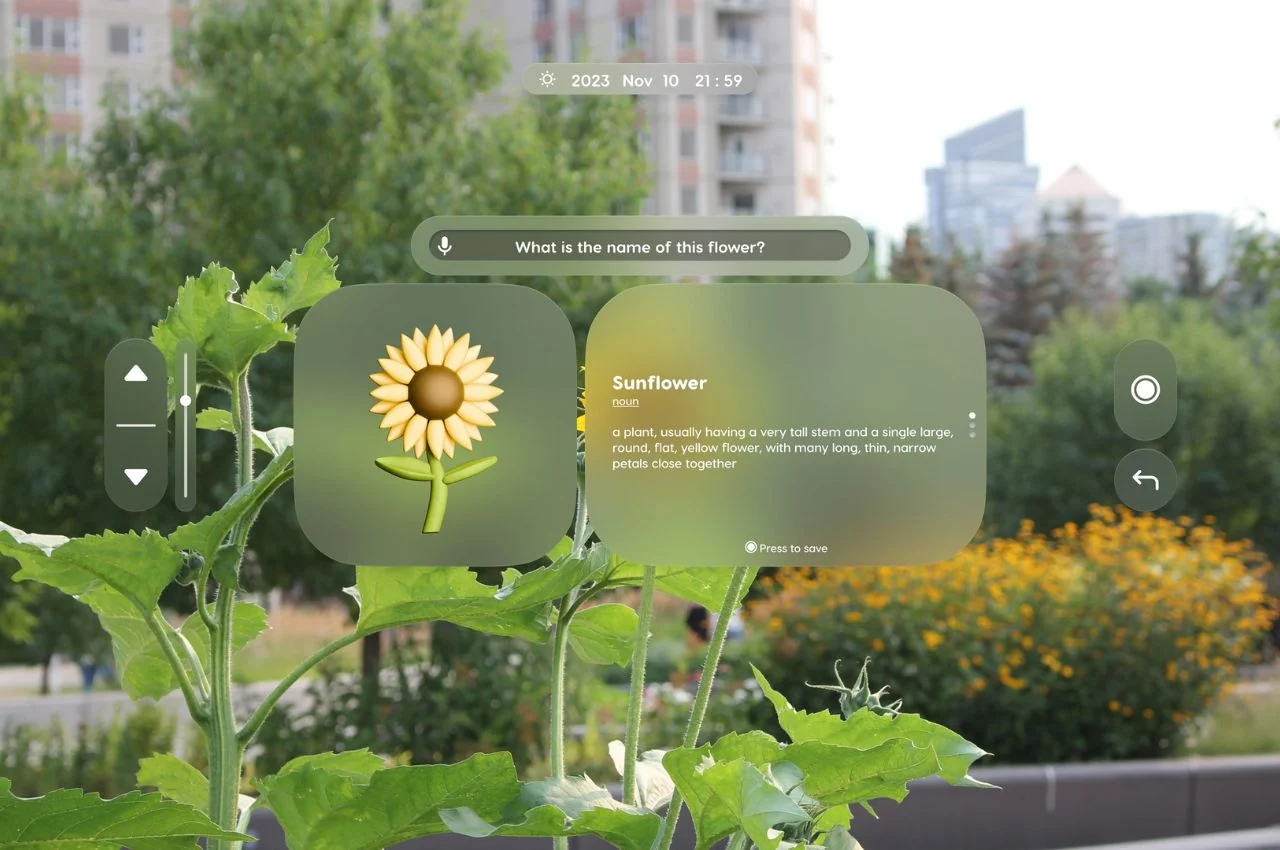 2023 Nov 10 21:59
What is the name of this flower?
Sunflower
noun
a plant, usually having a very tall stem and a single large,
round, flat, yellow flower, with many long, thin, narrow
petals close together
Press to save